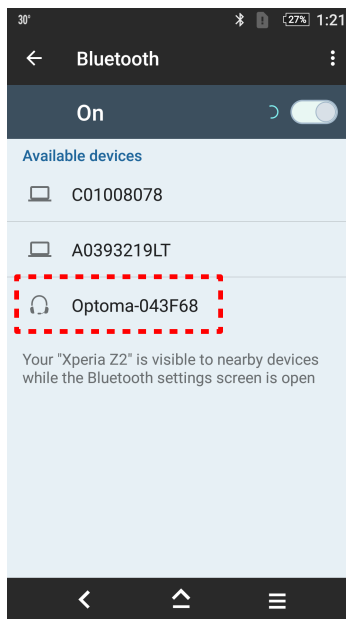 30°
27% 1:21
Bluetooth
On
Available devices
C01008078
A0393219LT
Optoma-043F68
Your "Xperia Z2" is visible to nearby devices
while the Bluetooth settings screen is open